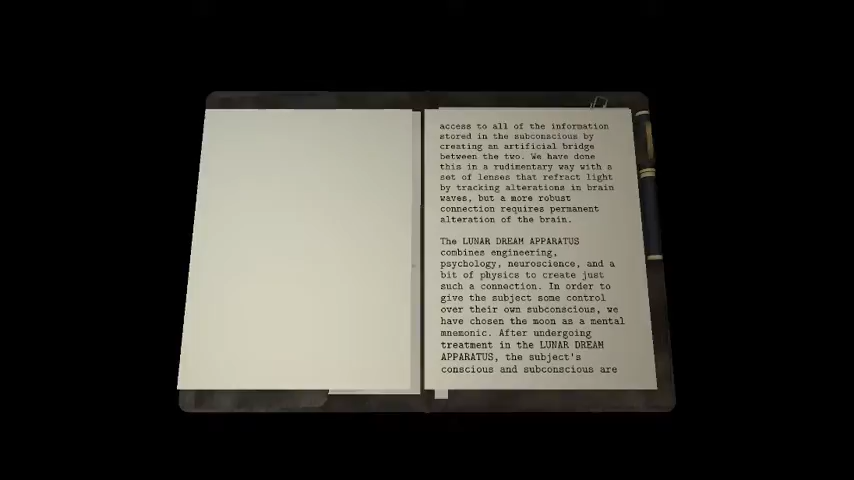 access to all of the information
stored in the subconscious by
creating an artificial bridge
between the two. We have done
this in a rudimentary way with a
set of lenses that refract light
by tracking alterations in brain
waves, but a more robust
connection requires permanent
alteration of the brain.
The LUNAR DREAM APPARATUS
combines engineering,
psychology, neuroscience, and a
bit of physics to create just
such a connection. In order to
give the subject some control
over their own subconscious, we
have chosen the moon as a mental
mnemonic. After undergoing
treatment in the LUNAR DREAM
APPARATUS, the subject's
conscious and subconscious are